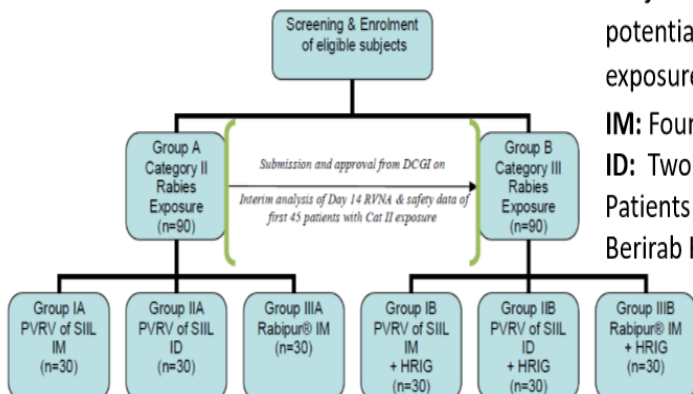 Screening & Enrolment
of eligible subjects
potentia
exposure
IM: Four
ID: Two
Patients
Berirab
Group A
Category II
Rabies
Exposure
(n=90)
Submission and approval from DCGI on
Interim analysis of Day 14 RVNA & safety data of
first 45 patients with Cat II exposure
Group B
Category III
Rabies
Exposure
(n=90)
Group IA
PVRV of SIIL
IM
(n=30)
Group IIA
PVRV of SIIL
ID
(n=30)
Group IIIA
Rabipur® IM
(n=30)
Group IB
PVRV of SIIL
IM
+ HRIG
(n=30)
Group IIB
PVRV of SIIL
ID
+ HRIG
(n=30)
Group IIIB
Rabipur® IM
+ HRIG
(n=30)